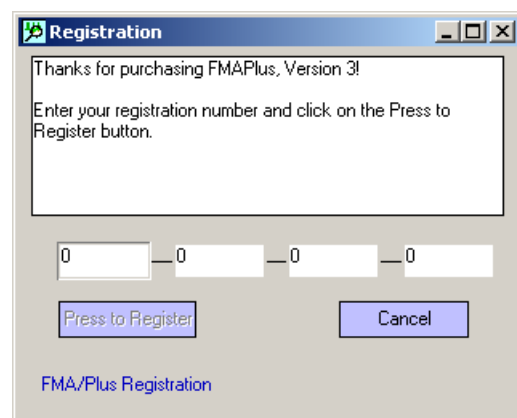 Registration
Thanks for purchasing FMAPlus, Version 3!
Enter your registration number and click on the Press to
Register button.
0 — 0 — 0 — 0
Press to Register Cancel
FMA/Plus Registration